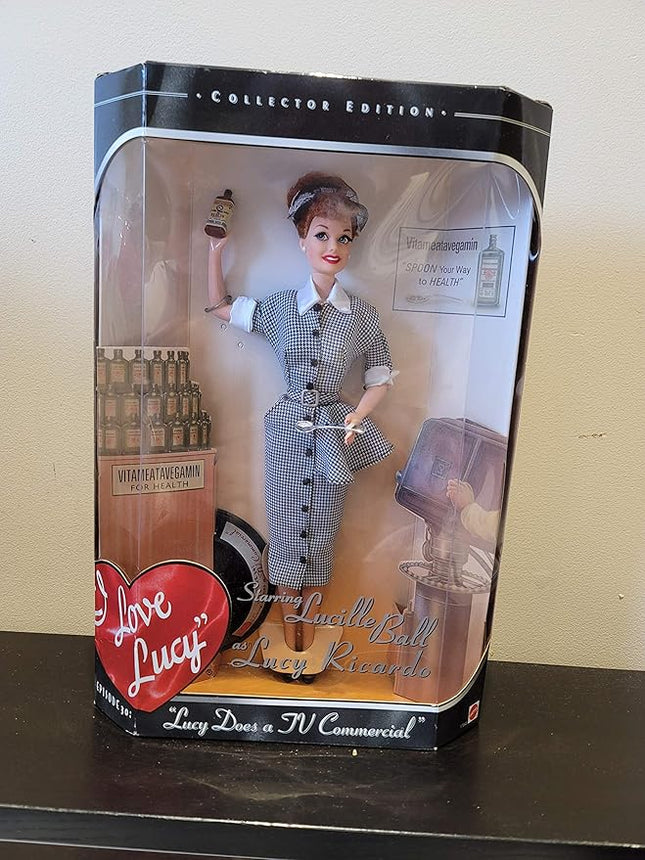 • COLLECTOR EDITION •
Vitameatavegamin
"SPOON Your Way
to HEALTH"
VITAMEATAVEGAMIN
FOR HEALTH
I Love
Lucy"
Starring Lucille Ball
as Lucy Ricardo
EPISODE 30:
"Lucy Does a TV Commercial"